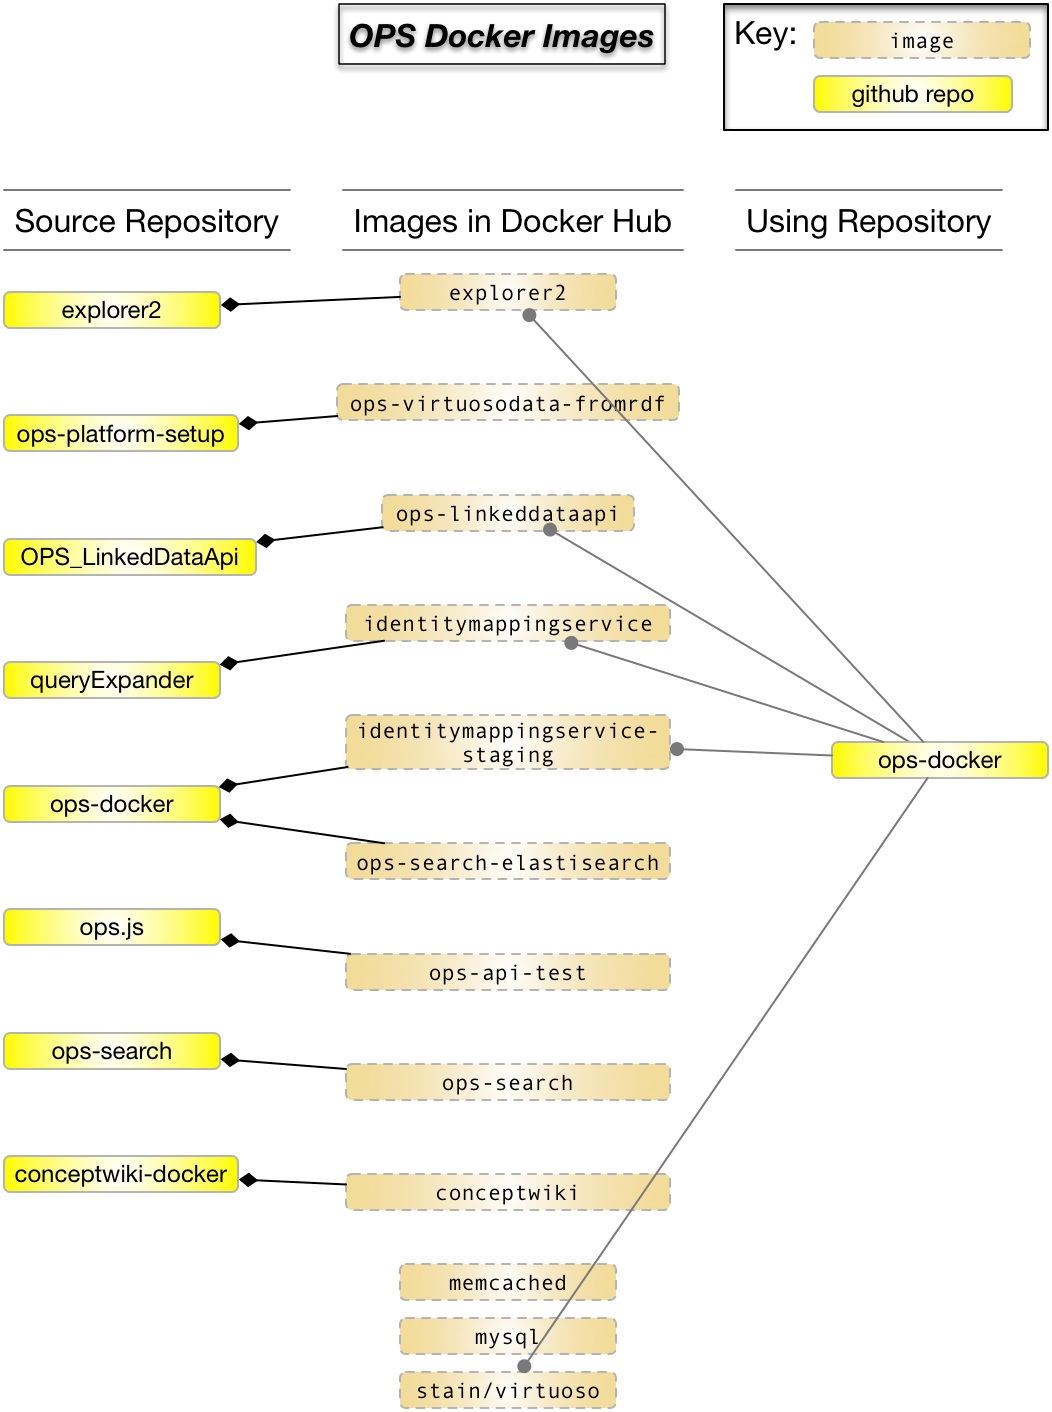 OPS Docker Images
Key:
image
github repo
Source Repository
Images in Docker Hub
Using Repository
explorer2
explorer2
ops-platform-setup
ops-virtuosodata-fromrdf
OPS_LinkedDataApi
ops-linkeddataapi
queryExpander
identitymappingservice
ops-docker
identitymappingservice-
staging
ops-docker
ops-search-elastisearch
ops.js
ops-api-test
ops-search
ops-search
conceptwiki-docker
conceptwiki
memcached
mysql
stain/virtuoso